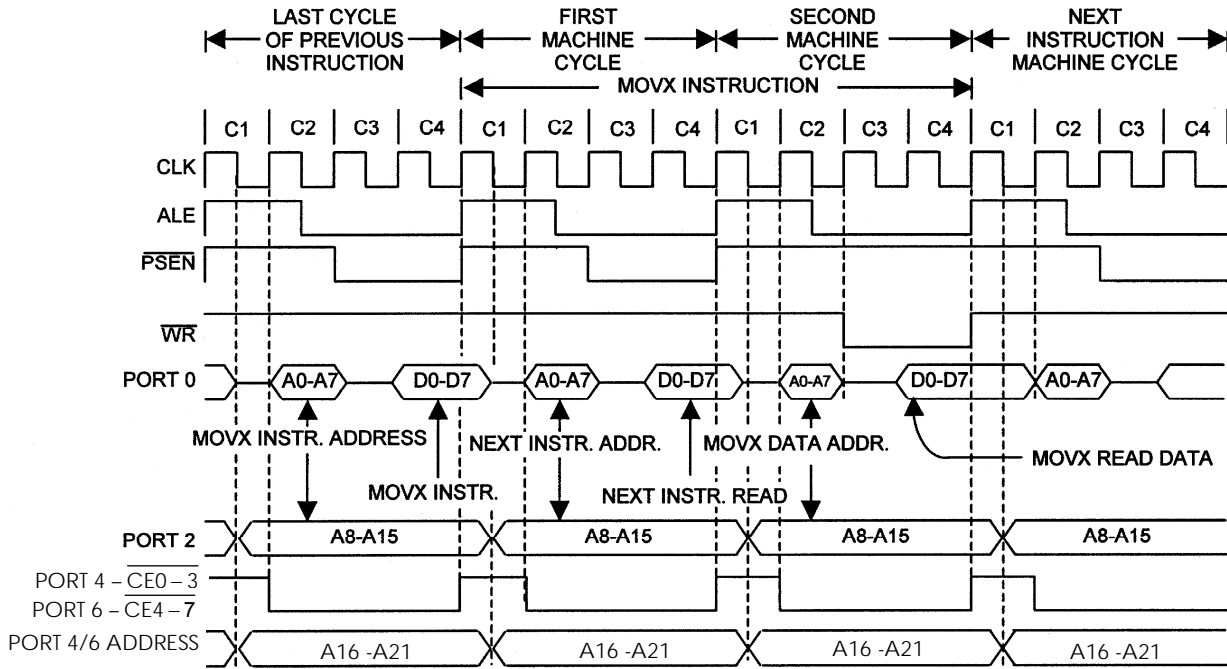 LAST CYCLE
OF PREVIOUS
INSTRUCTION
FIRST
MACHINE
CYCLE
SECOND
MACHINE
CYCLE
NEXT
INSTRUCTION
MACHINE CYCLE
MOVX INSTRUCTION
C1 C2 C3 C4 C1 C2 C3 C4 C1 C2 C3 C4 C1 C2 C3 C4
CLK
ALE
PSEN
WR
PORT 0 A0-A7 D0-D7 A0-A7 D0-D7 A0-A7 D0-D7 A0-A7
MOVX INSTR. ADDRESS NEXT INSTR. ADDR. MOVX DATA ADDR.
MOVX READ DATA
MOVX INSTR. NEXT INSTR. READ
PORT 2 A8-A15 A8-A15 A8-A15 A8-A15
PORT 4 – CE0 – 3
PORT 6 – CE4 – 7
PORT 4/6 ADDRESS A16 -A21 A16 -A21 A16 -A21 A16 -A21